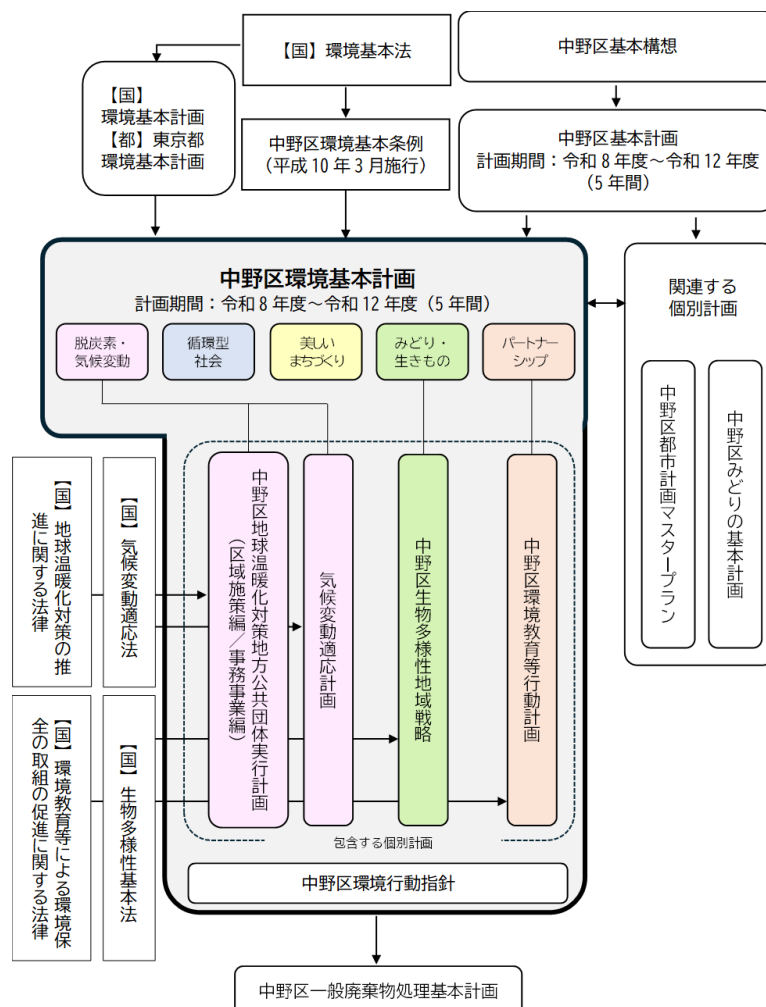 【国】環境基本法
中野区基本構想
【国】
環境基本計画
【都】東京都
環境基本計画
中野区環境基本条例
（平成 10 年 3 月施行）
中野区基本計画
計画期間：令和 8 年度～令和 12 年度
（5 年間）
中野区環境基本計画
計画期間：令和 8 年度～令和 12 年度（5 年間）
関連する
個別計画
脱炭素・
気候変動
循環型
社会
美しい
まちづくり
みどり・
生きもの
パートナー
シップ
中野区都市計画マスタープラン
中野区みどりの基本計画
【国】地球温暖化対策の推
進に関する法律
【国】気候変動適応法
中野区地球温暖化対策地方公共団体実行計画
（区域施策編／事務事業編）
気候変動適応計画
中野区生物多様性地域戦略
中野区環境教育等行動計画
【国】環境教育等による環境保
全の取組の促進に関する法律
【国】生物多様性基本法
包含する個別計画
中野区環境行動指針
中野区一般廃棄物処理基本計画